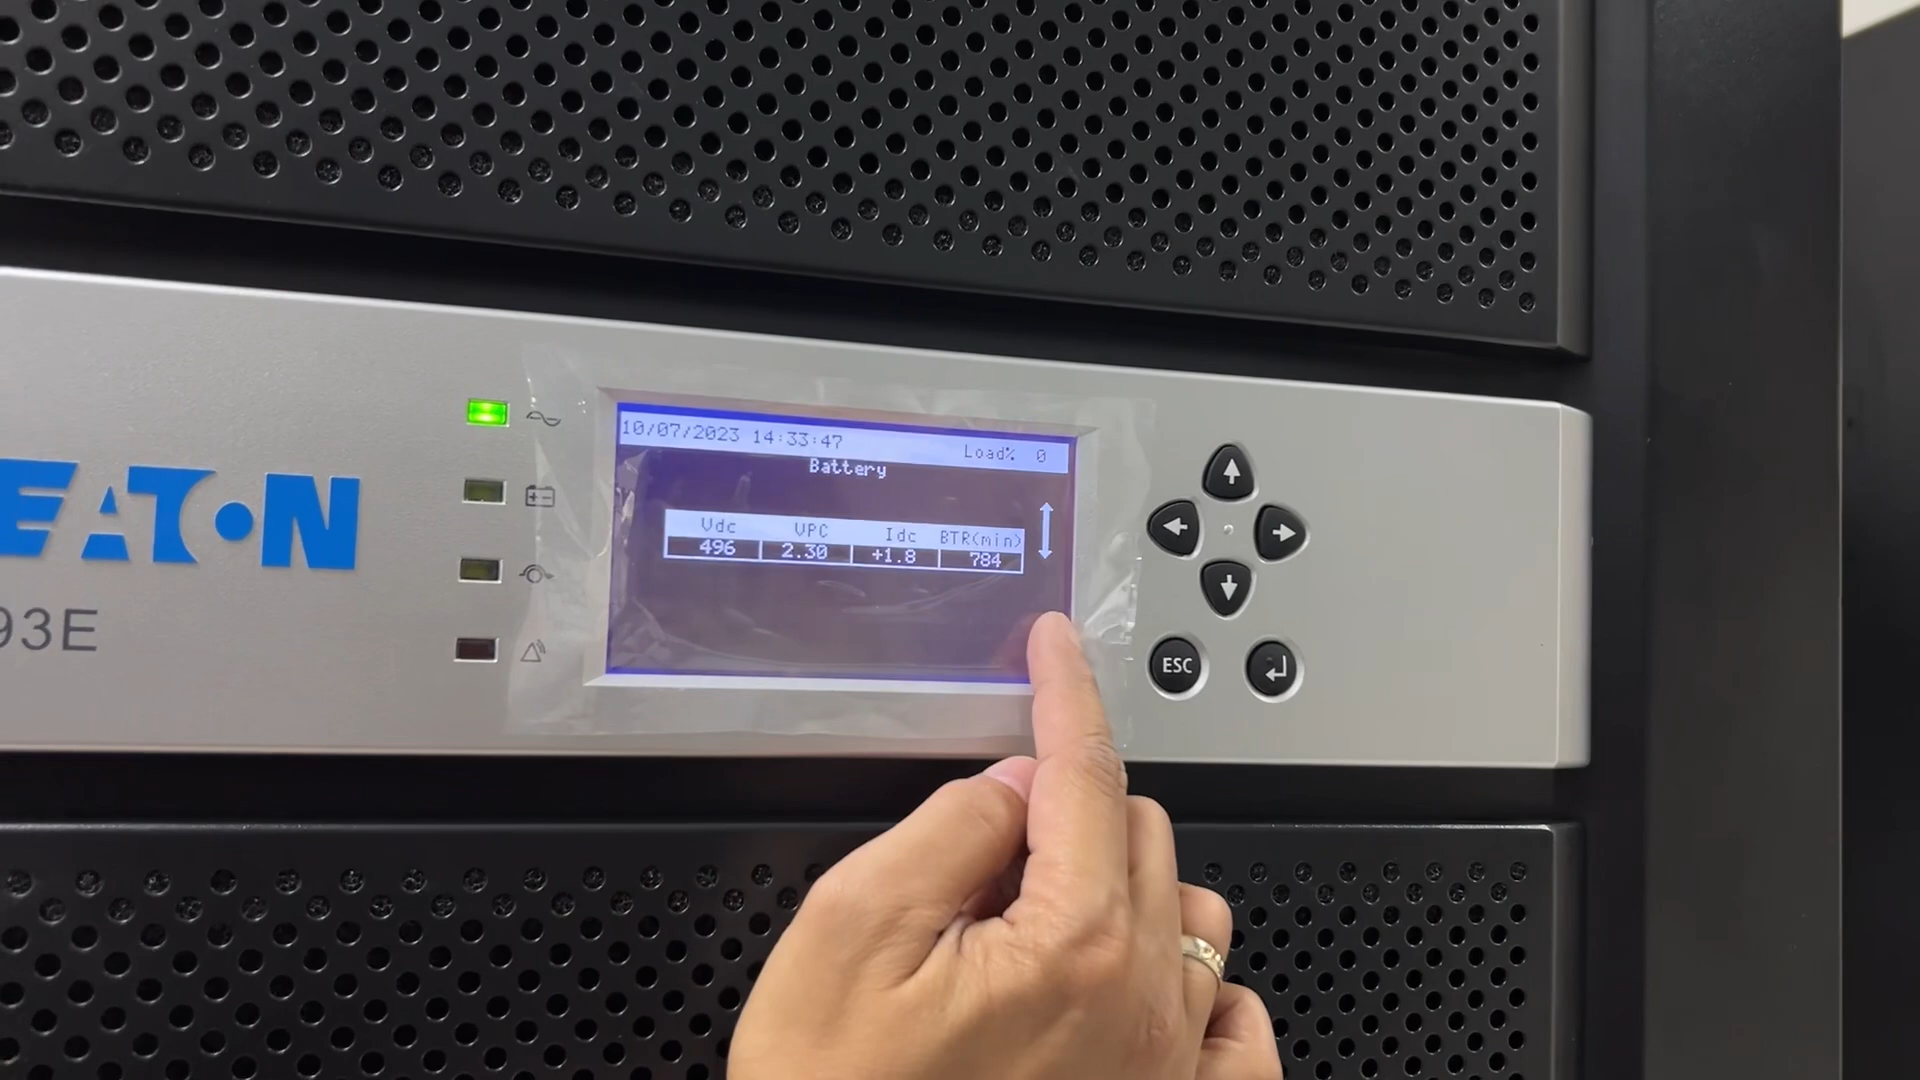 10/07/2023 14:33:47
Load% 0
Battery
Vdc VPC Idc BTR(min)
496 2.30 +1.8 784
EATON
93E
ESC